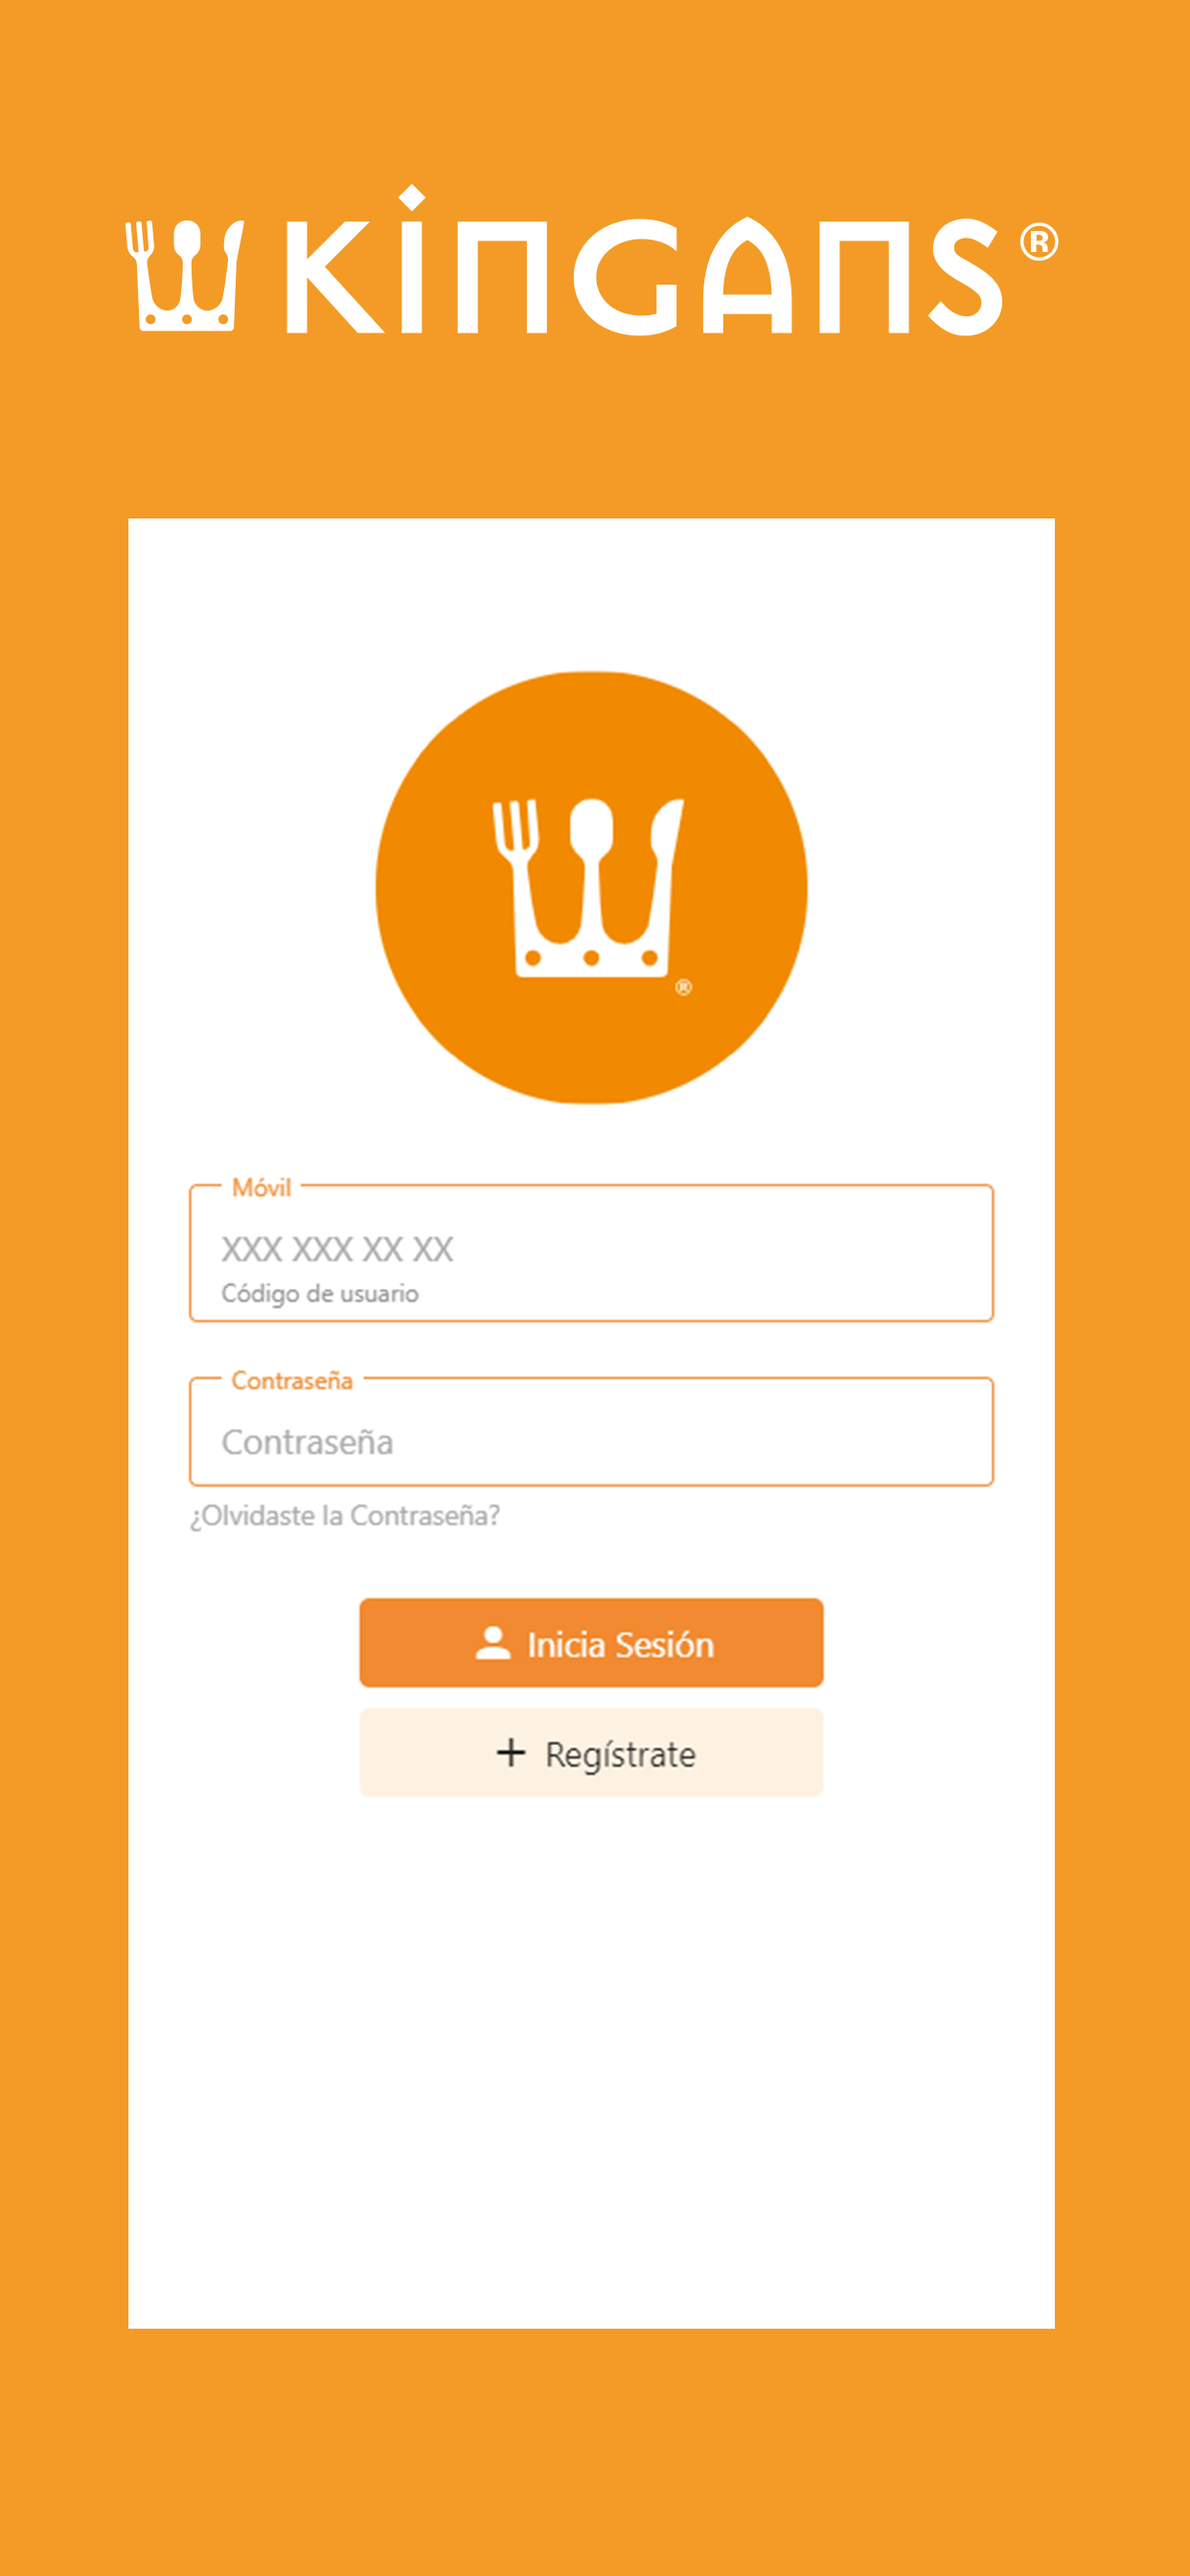 KINGANS®
®
Móvil
XXX XXX XX XX
Código de usuario
Contraseña
Contraseña
¿Olvidaste la Contraseña?
Inicia Sesión
+ Regístrate